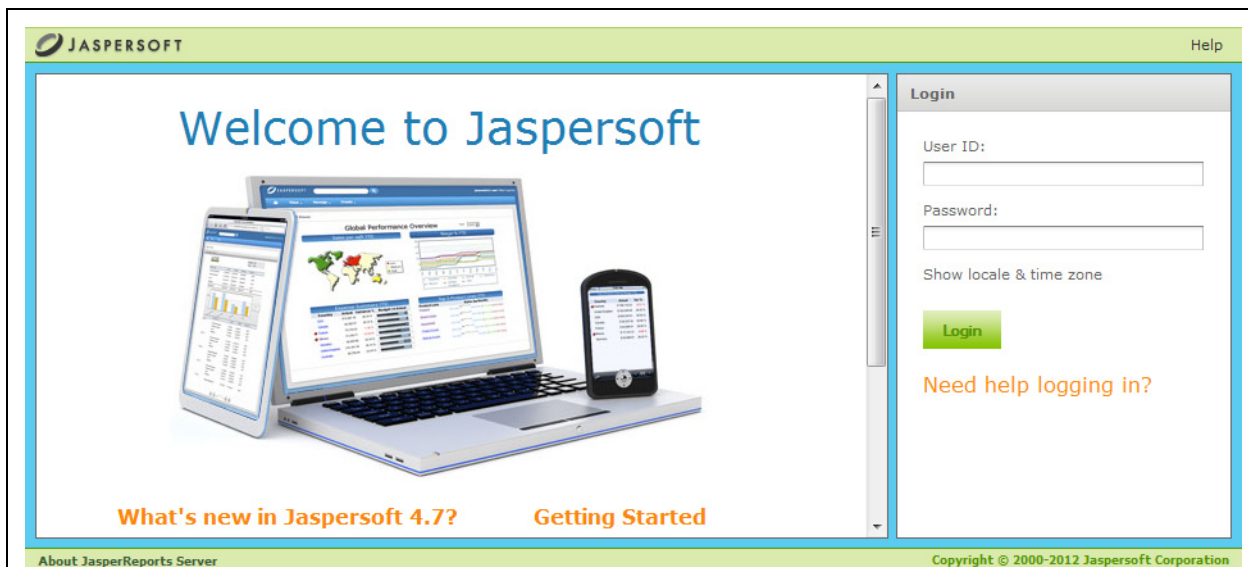 JASPERSOFT
Help
Welcome to Jaspersoft
Global Performance Overview
Login
User ID:
Password:
Show locale & time zone
Login
Need help logging in?
What's new in Jaspersoft 4.7?
Getting Started
About JasperReports Server
Copyright © 2000-2012 Jaspersoft Corporation